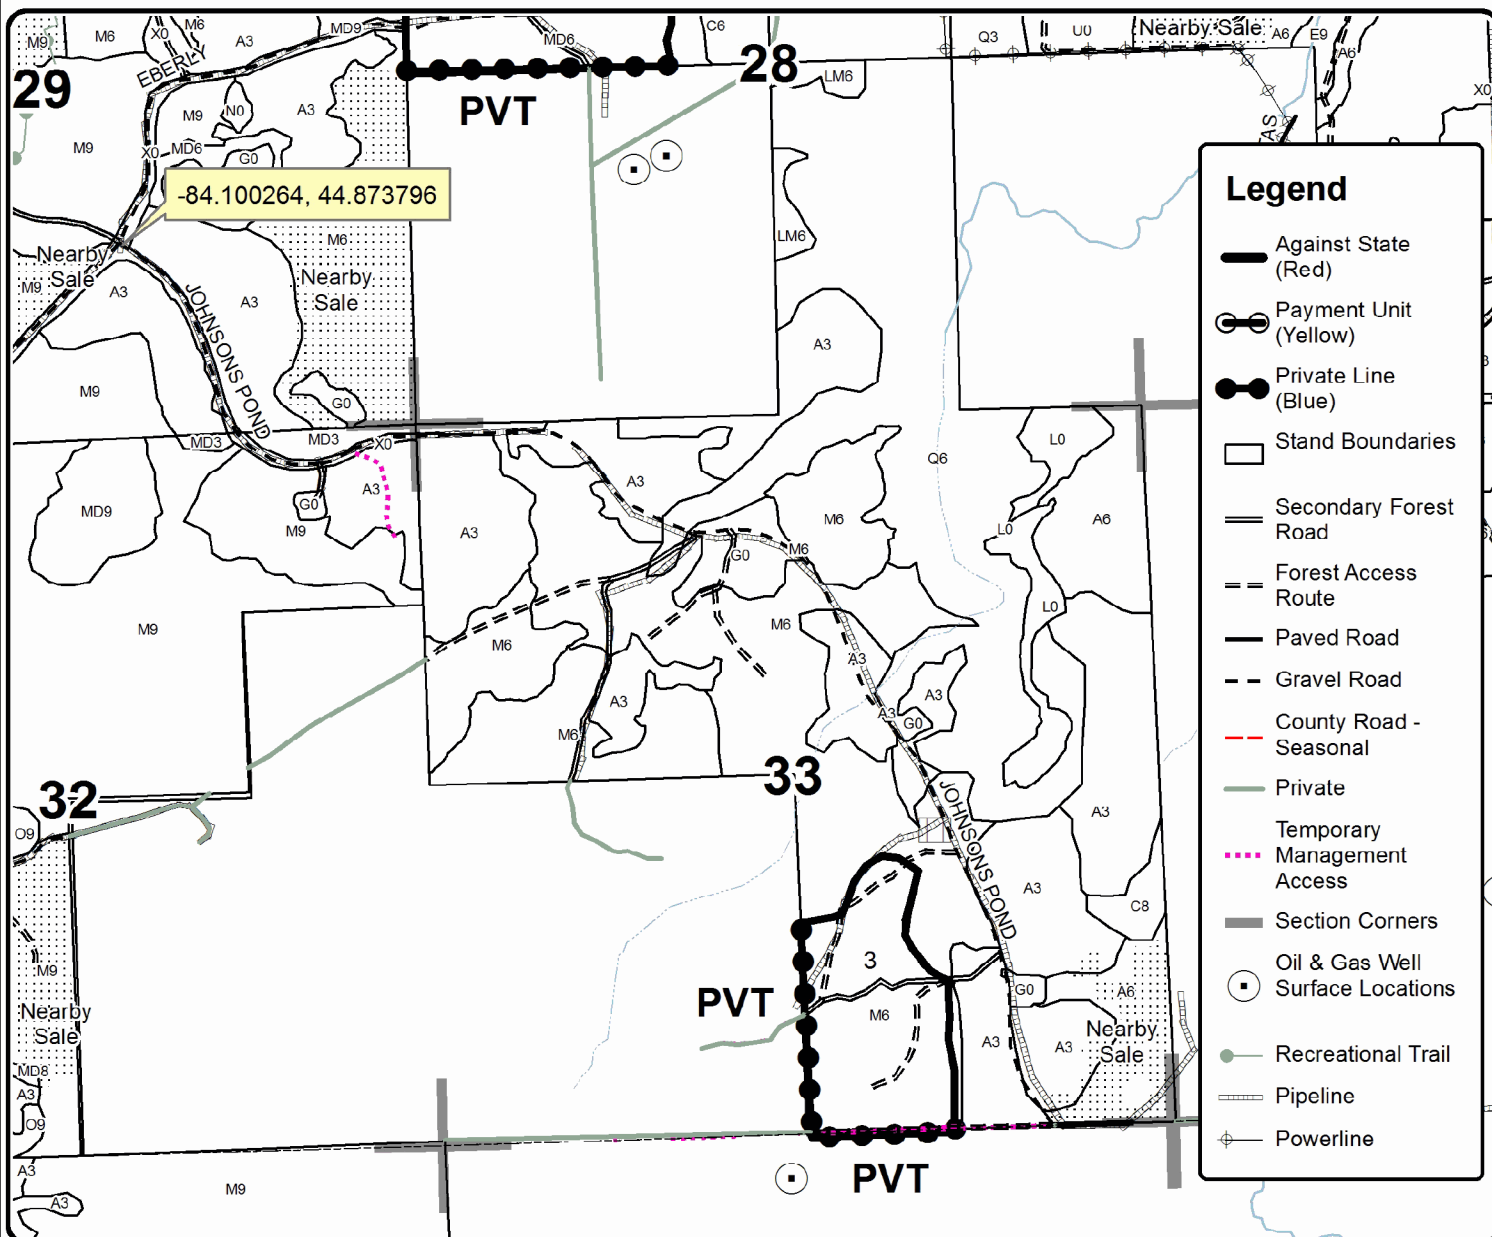 M9
M6
X0
M6
A3
MD9
MD6
C6
28
Q3
U0
Nearby Sale
A6
E9
A6
EBERLY
29
LM6
X0
PVT
M9
N0
A3
AS
M9
X0
MD6
G0
-84.100264, 44.873796
M6
LM6
Nearby
Sale
M9
A3
A3
Nearby
Sale
JOHNSONS POND
A3
M9
G0
MD3
MD3
X0
L0
Q6
A3
A3
MD9
G0
M9
A3
M6
L0
A6
G0
M6
M9
M6
M6
L0
A3
A3
A3
A3
G0
M6
33
32
JOHNSONS POND
A3
O9
A3
C8
3
M9
PVT
G0
A6
Nearby
Sale
M6
A3
A3
Nearby
Sale
MD8
A3
O9
A3
M9
A3
PVT
Legend
Against State
(Red)
Payment Unit
(Yellow)
Private Line
(Blue)
Stand Boundaries
Secondary Forest
Road
Forest Access
Route
Paved Road
Gravel Road
County Road -
Seasonal
Private
Temporary
Management
Access
Section Corners
Oil & Gas Well
Surface Locations
Recreational Trail
Pipeline
Powerline